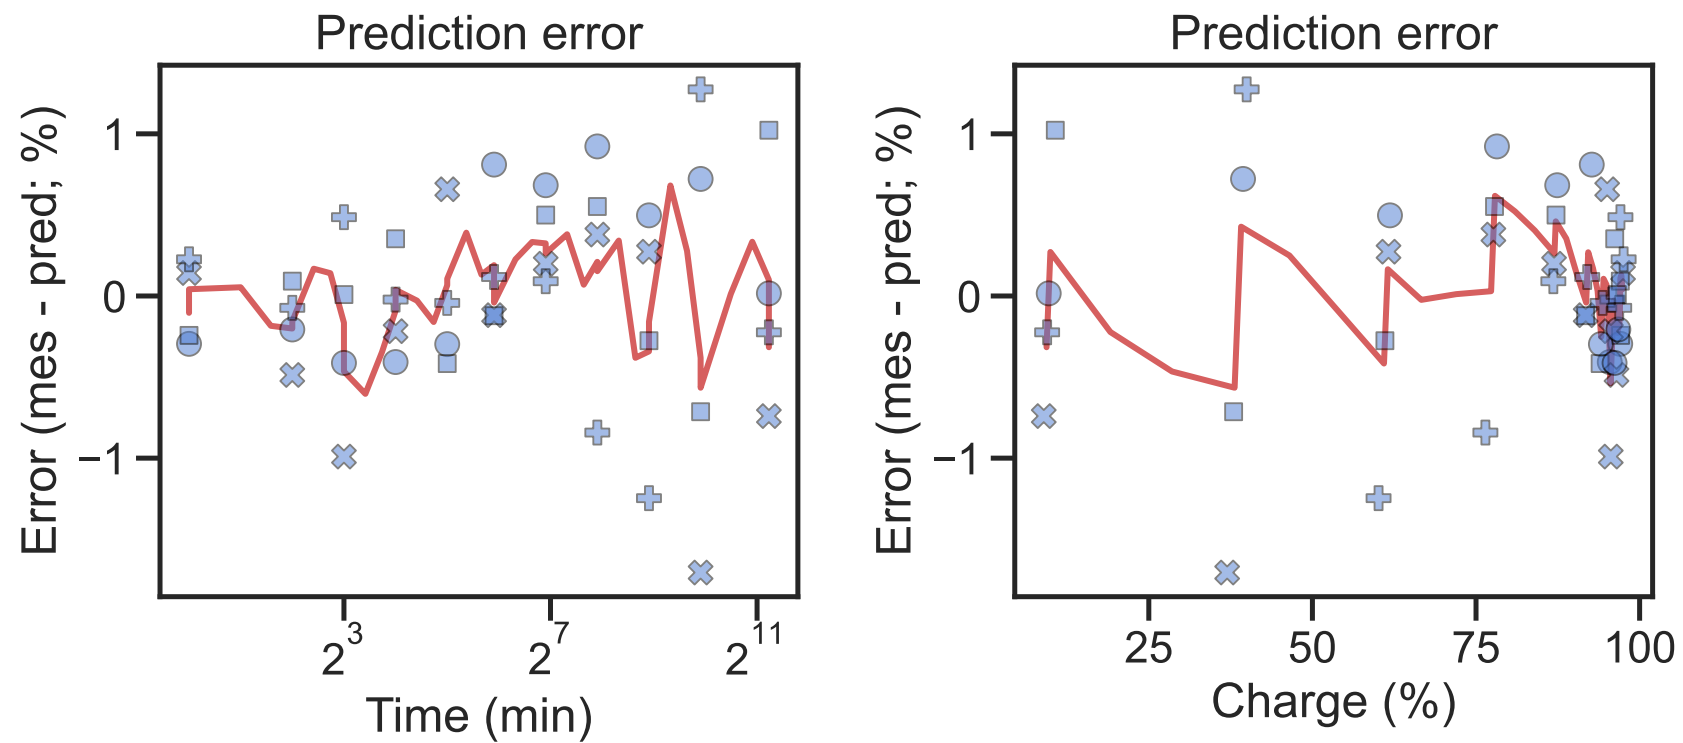 Prediction error
Error (mes - pred; %)
1
0
−1
2^3
2^7
2^11
Time (min)
Prediction error
Error (mes - pred; %)
1
0
−1
25
50
75
100
Charge (%)